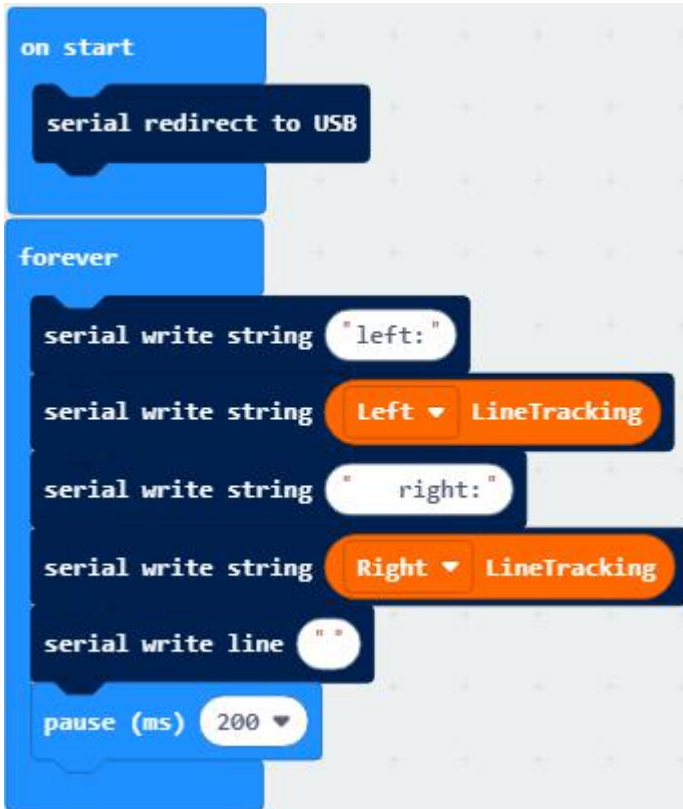 on start
serial redirect to USB
forever
serial write string "left:"
serial write string Left LineTracking
serial write string "   right:"
serial write string Right LineTracking
serial write line ""
pause (ms) 200